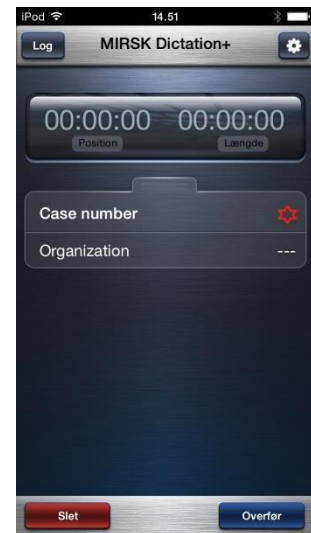 iPod 14.51
Log MIRSK Dictation+
00:00:00 00:00:00
Position Længde
Case number
Organization ---
Slet Overfør